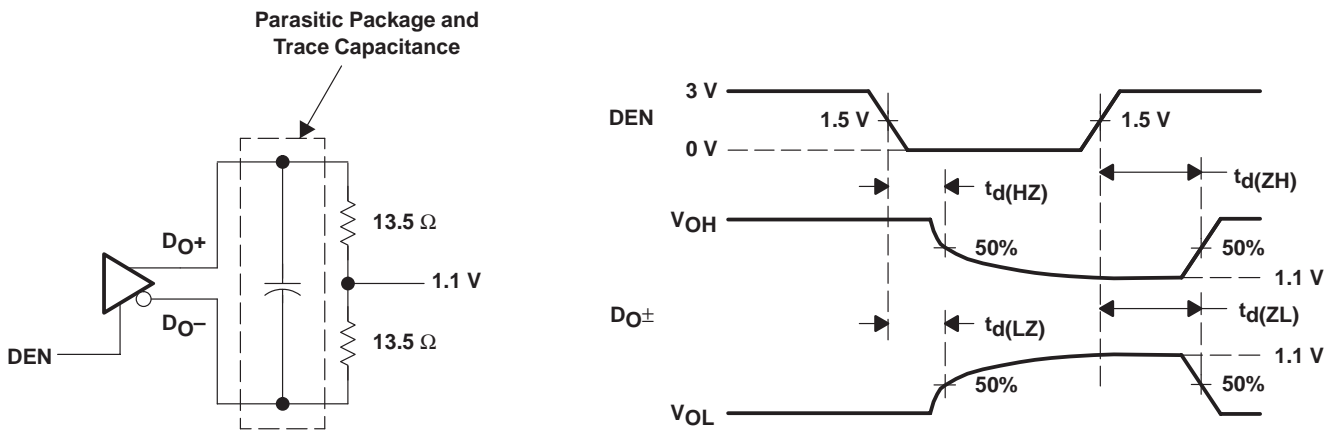 Parasitic Package and
Trace Capacitance
DO+
DO−
DEN
13.5 Ω
1.1 V
13.5 Ω
DEN
3 V
1.5 V
1.5 V
0 V
td(HZ)
td(ZH)
VOH
50%
50%
1.1 V
DO±
td(LZ)
td(ZL)
1.1 V
50%
50%
VOL